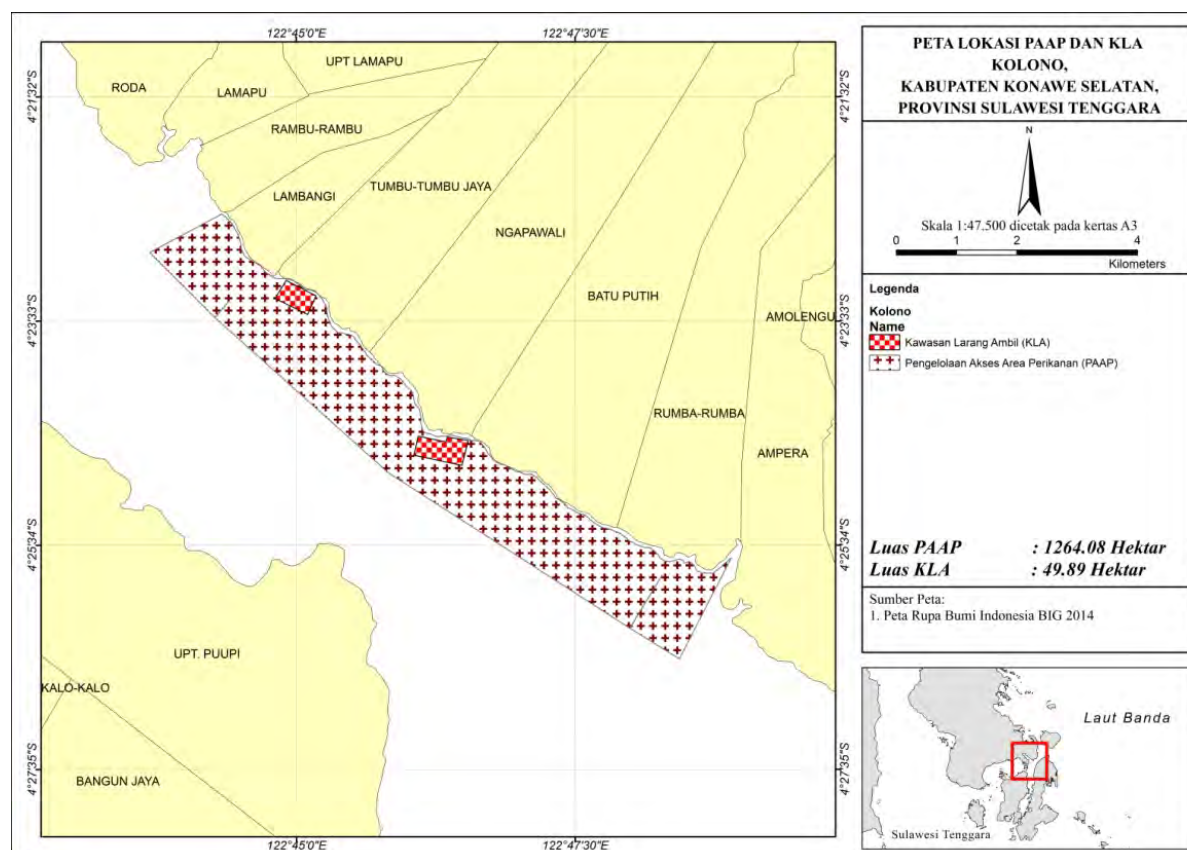 122°45'0"E
122°47'30"E
4°21'32"S
4°21'32"S
UPT LAMAPU
RODA
LAMAPU
RAMBU-RAMBU
LAMBANGI
TUMBU-TUMBU JAYA
NGAPAWALI
BATU PUTIH
AMOLENGU
4°23'33"S
4°23'33"S
RUMBA-RUMBA
AMPERA
4°25'34"S
4°25'34"S
UPT. PUUPI
KALO-KALO
BANGUN JAYA
4°27'35"S
4°27'35"S
122°45'0"E
122°47'30"E
PETA LOKASI PAAP DAN KLA
KOLONO,
KABUPATEN KONAWE SELATAN,
PROVINSI SULAWESI TENGGARA
N
Skala 1:47.500 dicetak pada kertas A3
0 1 2 4
Kilometers
Legenda
Kolono
Name
Kawasan Larang Ambil (KLA)
Pengelolaan Akses Area Perikanan (PAAP)
Luas PAAP : 1264.08 Hektar
Luas KLA : 49.89 Hektar
Sumber Peta:
1. Peta Rupa Bumi Indonesia BIG 2014
Laut Banda
Sulawesi Tenggara